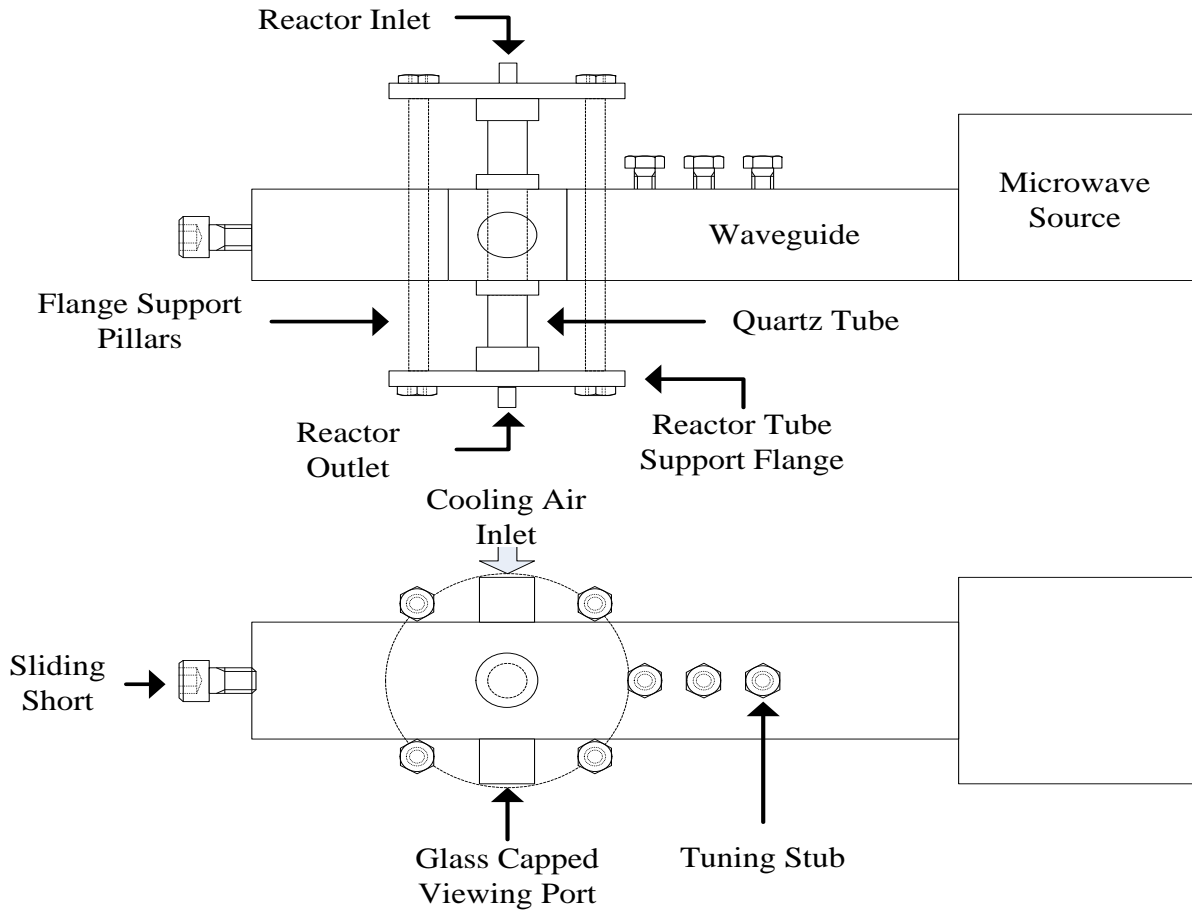 Reactor Inlet
Microwave
Source
Waveguide
Flange Support
Pillars
Quartz Tube
Reactor
Outlet
Reactor Tube
Support Flange
Cooling Air
Inlet
Sliding
Short
Glass Capped
Viewing Port
Tuning Stub